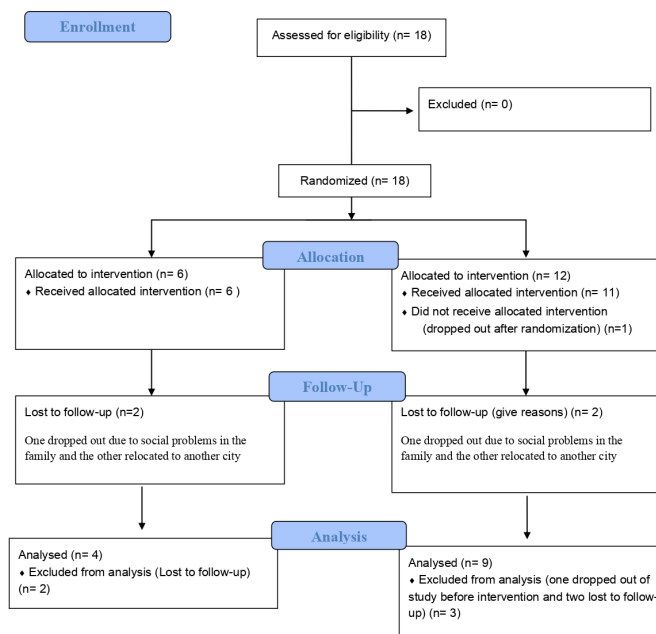 Enrollment
Assessed for eligibility (n= 18)
Excluded (n= 0)
Randomized (n= 18)
Allocation
Allocated to intervention (n= 6)
♦ Received allocated intervention (n= 6 )
Allocated to intervention (n= 12)
♦ Received allocated intervention (n= 11)
♦ Did not receive allocated intervention
(dropped out after randomization) (n=1)
Follow-Up
Lost to follow-up (n=2)
One dropped out due to social problems in the
family and the other relocated to another city
Lost to follow-up (give reasons) (n= 2)
One dropped out due to social problems in the
family and the other relocated to another city
Analysis
Analysed (n= 4)
♦ Excluded from analysis (Lost to follow-up)
(n= 2)
Analysed (n= 9)
♦ Excluded from analysis (one dropped out of
study before intervention and two lost to follow-
up) (n= 3)